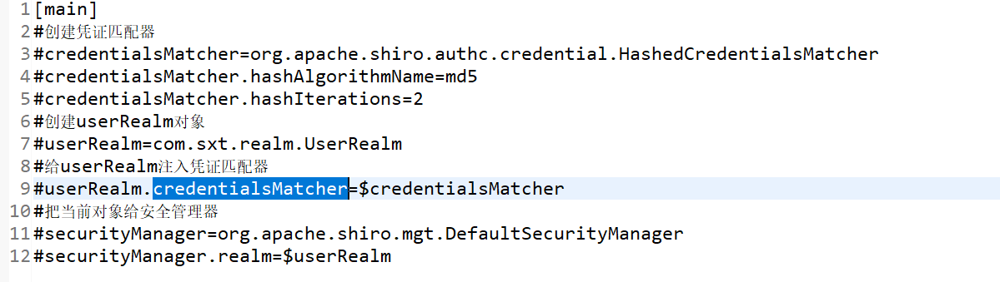 1 [main]
2 #创建凭证匹配器
3 #credentialsMatcher=org.apache.shiro.authc.credential.HashedCredentialsMatcher
4 #credentialsMatcher.hashAlgorithmName=md5
5 #credentialsMatcher.hashIterations=2
6 #创建userRealm对象
7 #userRealm=com.sxt.realm.UserRealm
8 #给userRealm注入凭证匹配器
9 #userRealm.credentialsMatcher=$credentialsMatcher
10 #把当前对象给安全管理器
11 #securityManager=org.apache.shiro.mgt.DefaultSecurityManager
12 #securityManager.realm=$userRealm